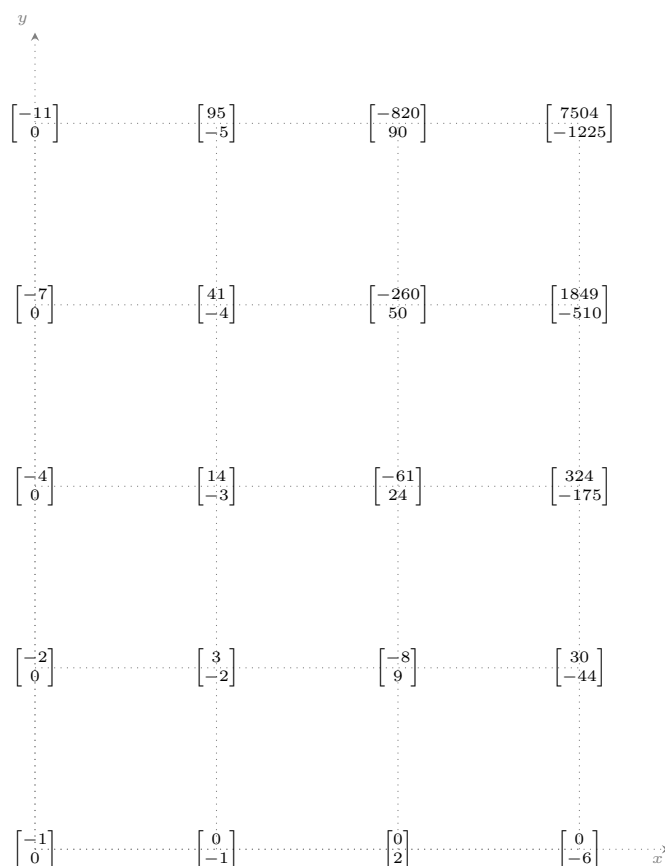 y
[−11 0] [95 −5] [−820 90] [7504 −1225]
[−7 0] [41 −4] [−260 50] [1849 −510]
[−4 0] [14 −3] [−61 24] [324 −175]
[−2 0] [3 −2] [−8 9] [30 −44]
[−1 0] [0 −1] [0 2] [0 −6]
x